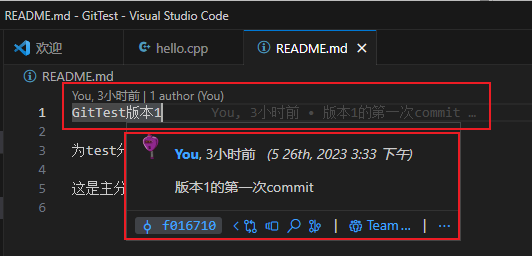 README.md - GitTest - Visual Studio Code
欢迎
hello.cpp
README.md
README.md
You, 3小时前 | 1 author (You)
1 GitTest版本1 You, 3小时前 • 版本1的第一次commit …
2
3 为test分
4
5 这是主分
6
You, 3小时前 (5 26th, 2023 3:33 下午)
版本1的第一次commit
f016710 | Team... | ...